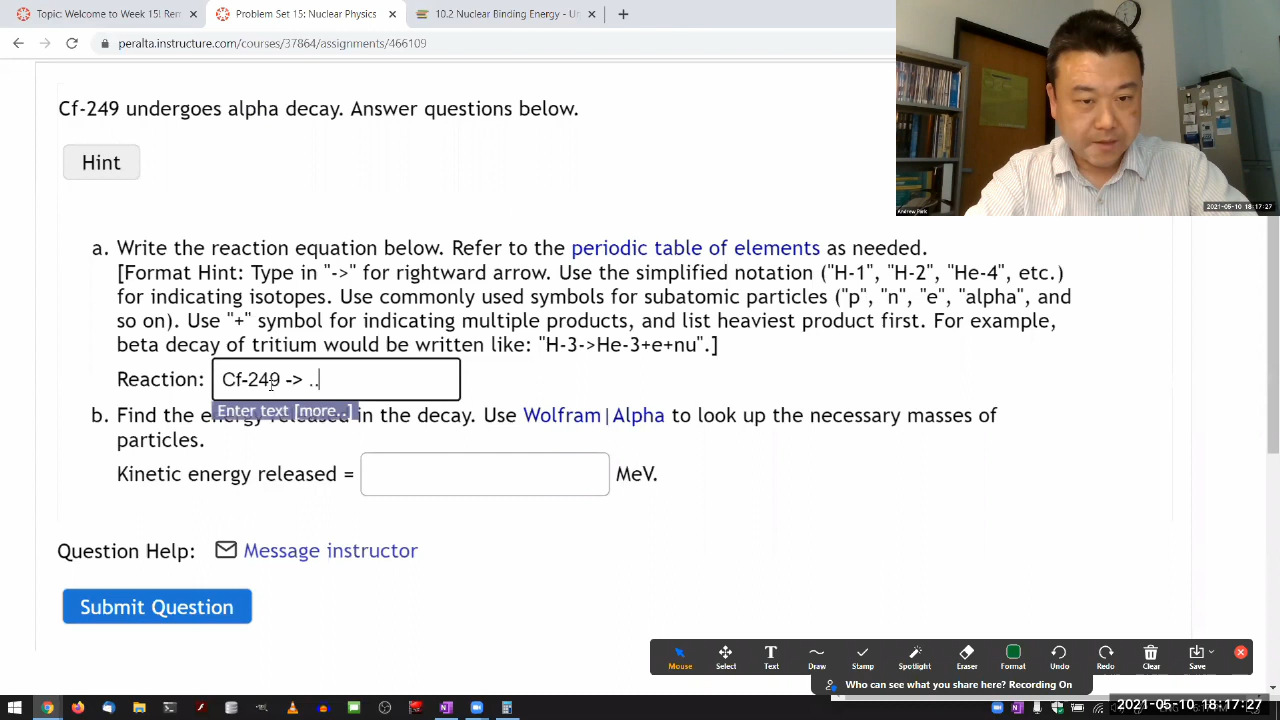 Topic: Welcome to Week 15! Rem
Problem Set 15: Nuclear Physics
10.2 Nuclear Binding Energy - U
peralta.instructure.com/courses/37864/assignments/466109
Cf-249 undergoes alpha decay. Answer questions below.
Hint
a. Write the reaction equation below. Refer to the periodic table of elements as needed.
[Format Hint: Type in "->" for rightward arrow. Use the simplified notation ("H-1", "H-2", "He-4", etc.)
for indicating isotopes. Use commonly used symbols for subatomic particles ("p", "n", "e", "alpha", and
so on). Use "+" symbol for indicating multiple products, and list heaviest product first. For example,
beta decay of tritium would be written like: "H-3->He-3+e+nu".]
Reaction: Cf-249 -> ..
Enter text [more..]
b. Find the energy released in the decay. Use Wolfram|Alpha to look up the necessary masses of
particles.
Kinetic energy released = MeV.
Question Help: Message instructor
Submit Question
Andrew Park
2021-05-10 18:17:27
Mouse Select Text Draw Stamp Spotlight Eraser Format Undo Redo Clear Save
Who can see what you share here? Recording On
2021-05-10 18:17:27